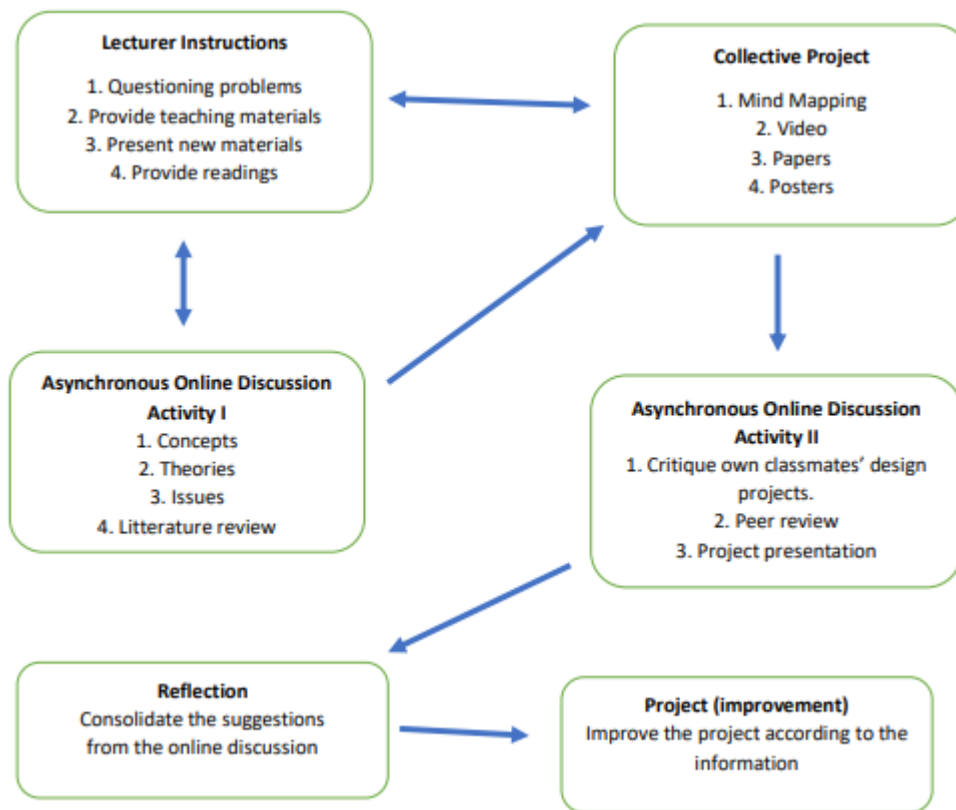 Lecturer Instructions
1. Questioning problems
2. Provide teaching materials
3. Present new materials
4. Provide readings
Collective Project
1. Mind Mapping
2. Video
3. Papers
4. Posters
Asynchronous Online Discussion
Activity I
1. Concepts
2. Theories
3. Issues
4. Litterature review
Asynchronous Online Discussion
Activity II
1. Critique own classmates’ design
projects.
2. Peer review
3. Project presentation
Reflection
Consolidate the suggestions
from the online discussion
Project (improvement)
Improve the project according to the
information